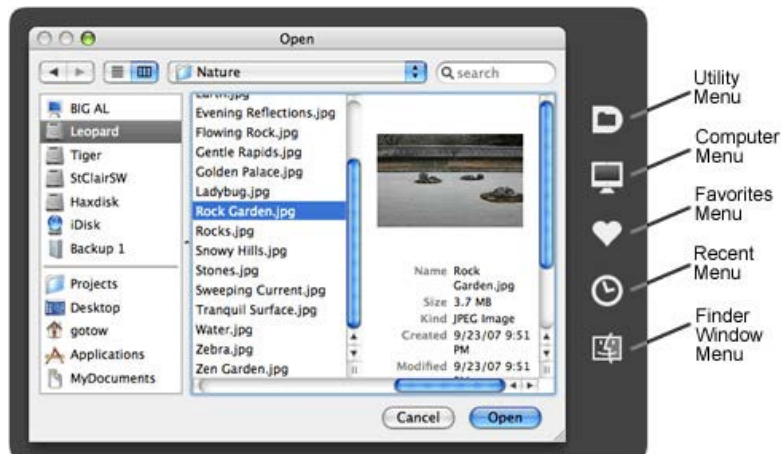 Open
Nature
search
BIG AL
Leopard
Tiger
StClairSW
Haxdisk
iDisk
Backup 1
Projects
Desktop
gotow
Applications
MyDocuments
Earth.jpg
Evening Reflections.jpg
Flowing Rock.jpg
Gentle Rapids.jpg
Golden Palace.jpg
Ladybug.jpg
Rock Garden.jpg
Rocks.jpg
Snowy Hills.jpg
Stones.jpg
Sweeping Current.jpg
Tranquil Surface.jpg
Water.jpg
Zebra.jpg
Zen Garden.jpg
Name Rock
Garden.jpg
Size 3.7 MB
Kind JPEG Image
Created 9/23/07 9:51
PM
Modified 9/23/07 9:51
Cancel
Open
Utility
Menu
Computer
Menu
Favorites
Menu
Recent
Menu
Finder
Window
Menu